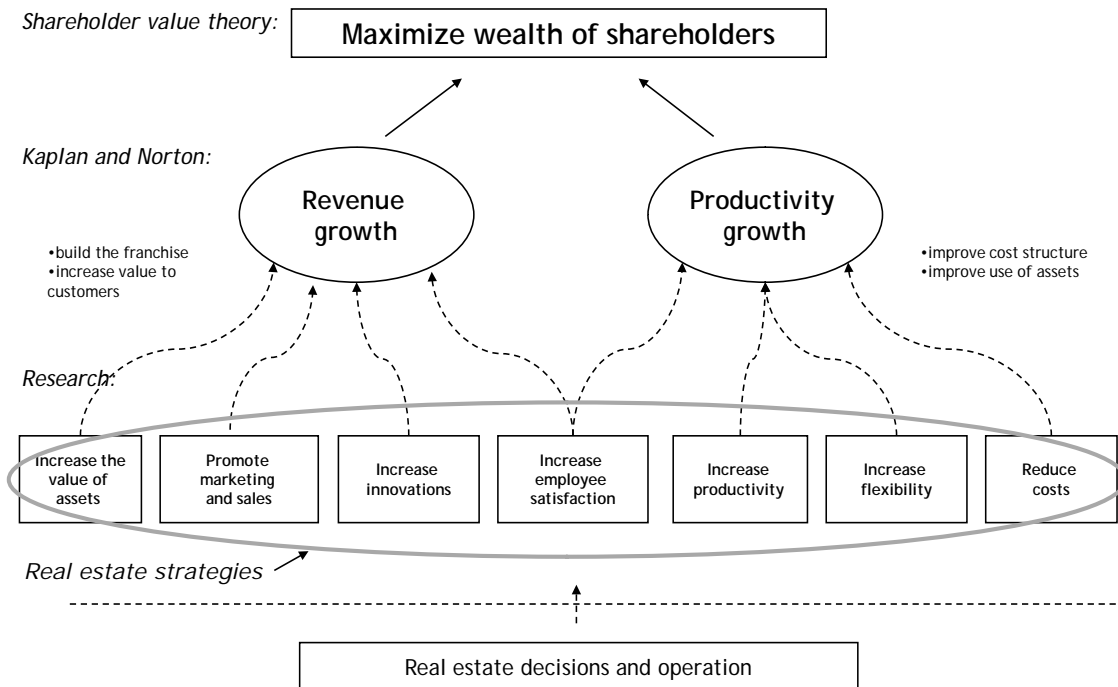 Shareholder value theory:
Maximize wealth of shareholders
Kaplan and Norton:
Revenue
growth
Productivity
growth
•build the franchise
•increase value to
customers
•improve cost structure
•improve use of assets
Research:
Increase the
value of
assets
Promote
marketing
and sales
Increase
innovations
Increase
employee
satisfaction
Increase
productivity
Increase
flexibility
Reduce
costs
Real estate strategies
Real estate decisions and operation